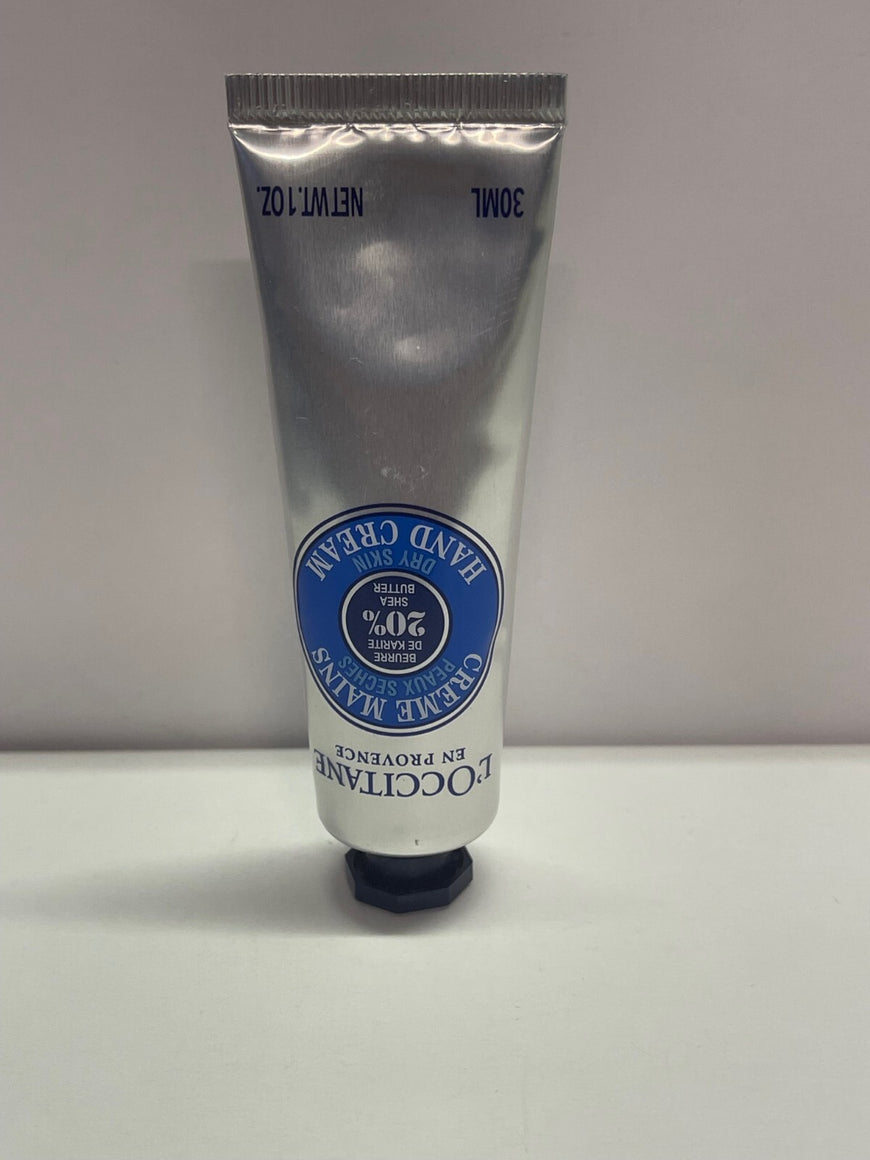 L'OCCITANE
EN PROVENCE
CREME MAINS
PEAUX SECHES
BEURRE
DE KARITE
20%
SHEA
BUTTER
DRY SKIN
HAND CREAM
30ML NET WT. 1 OZ.